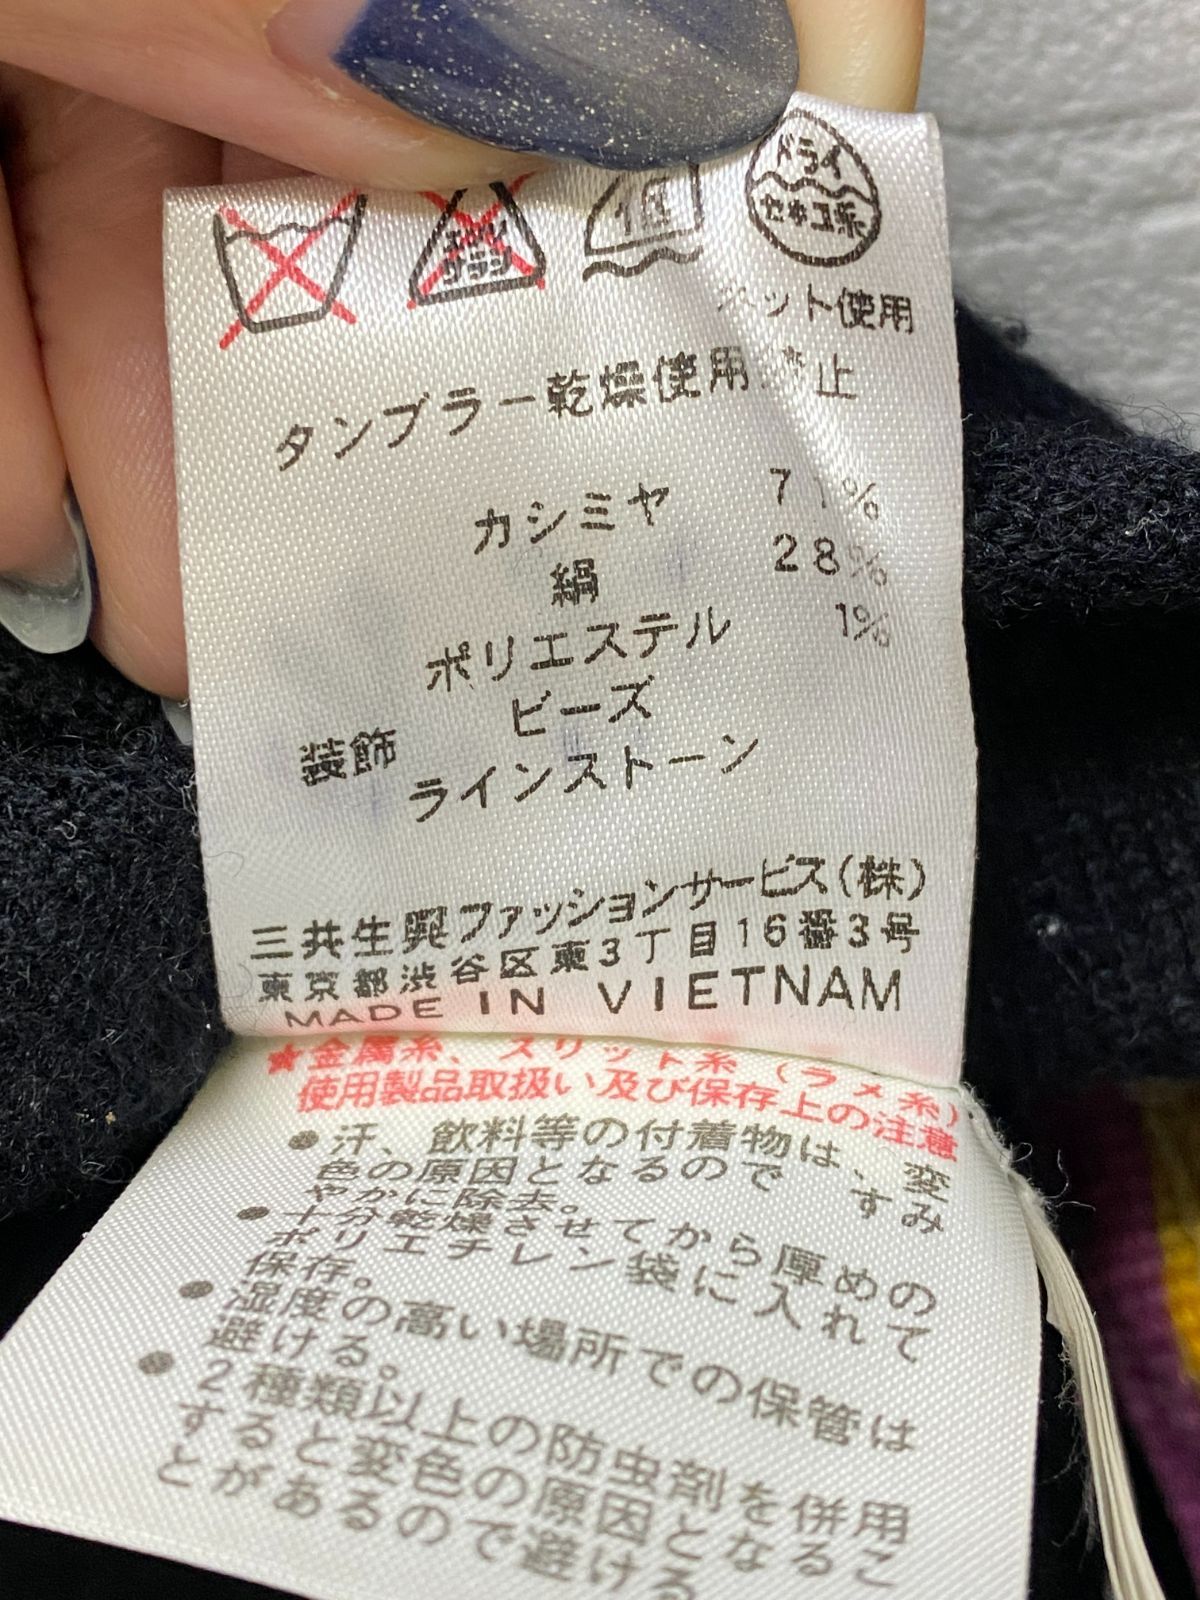 エンソ
サラシ
低
ドライ
セキユ系
ネット使用
タンブラー乾燥使用禁止
カシミヤ 71%
絹 28%
ポリエステル 1%
装飾 ビーズ
ラインストーン
三共生興ファッションサービス(株)
東京都渋谷区東3丁目16番3号
MADE IN VIETNAM
★金属糸、スリット糸(ラメ糸)
使用製品取扱い及び保存上の注意
●汗、飲料等の付着物は、変
色の原因となるので すみ
やかに除去。
●十分乾燥させてから厚めの
ポリエチレン袋に入れて
保存。
●湿度の高い場所での保管は
避ける。
●2種類以上の防虫剤を併用
すると変色の原因となるこ
とがあるので避ける